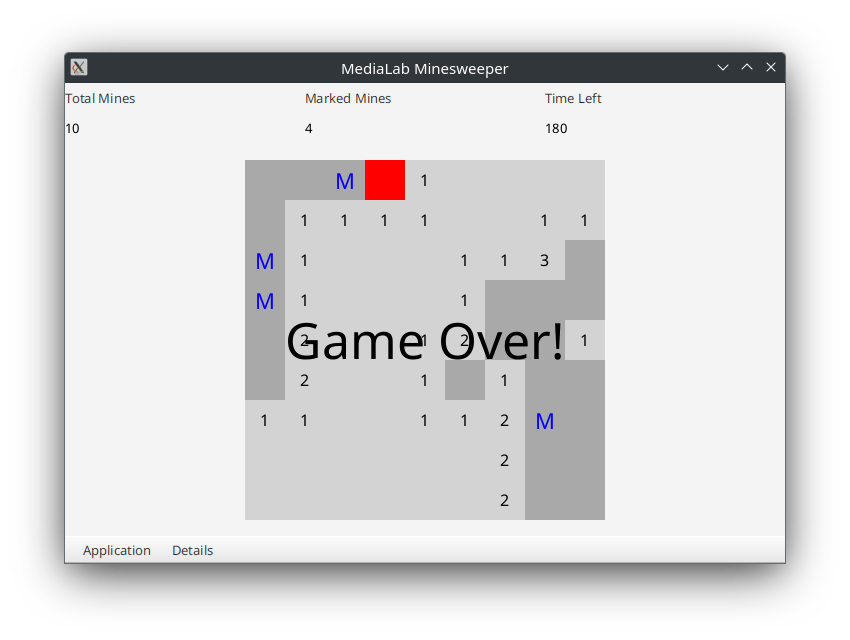 MediaLab Minesweeper
Total Mines Marked Mines Time Left
10 4 180
M 1
1 1 1 1 1 1
M 1 1 1 3
M 1 1
2 1 2 1
Game Over!
2 1 1
1 1 1 1 2 M
2
2
Application Details